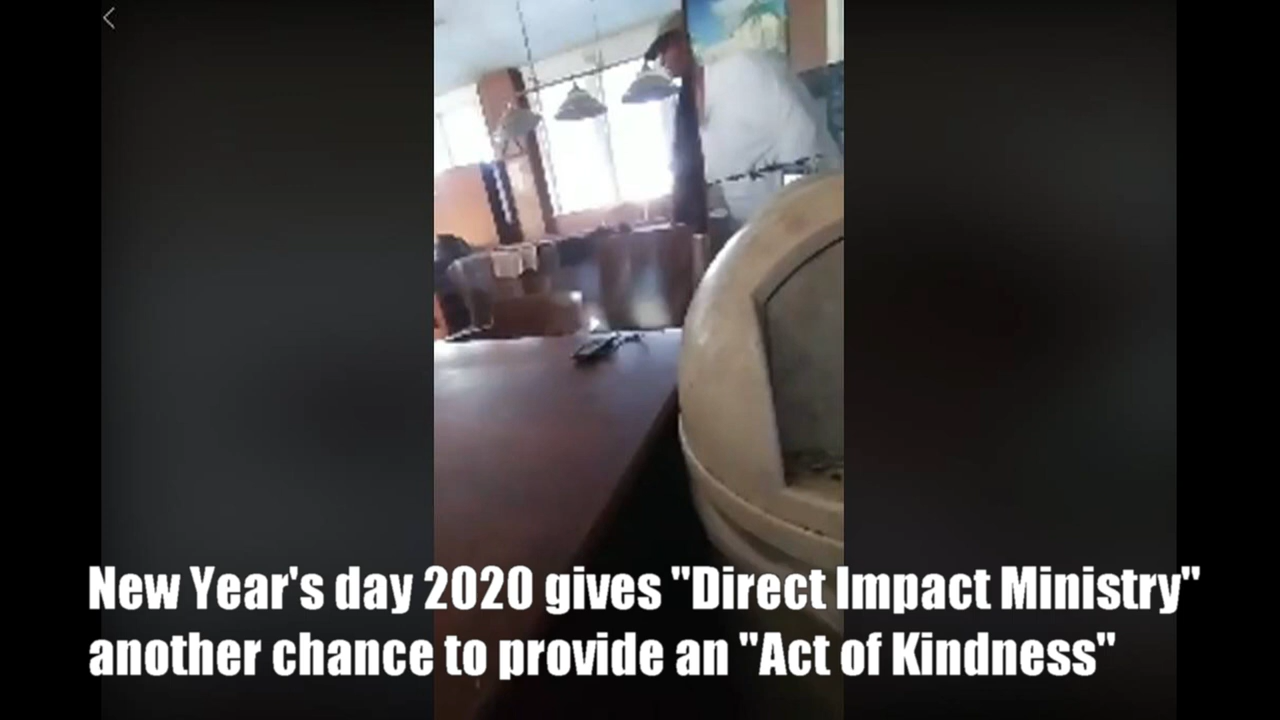 New Year's day 2020 gives "Direct Impact Ministry"
another chance to provide an "Act of Kindness"